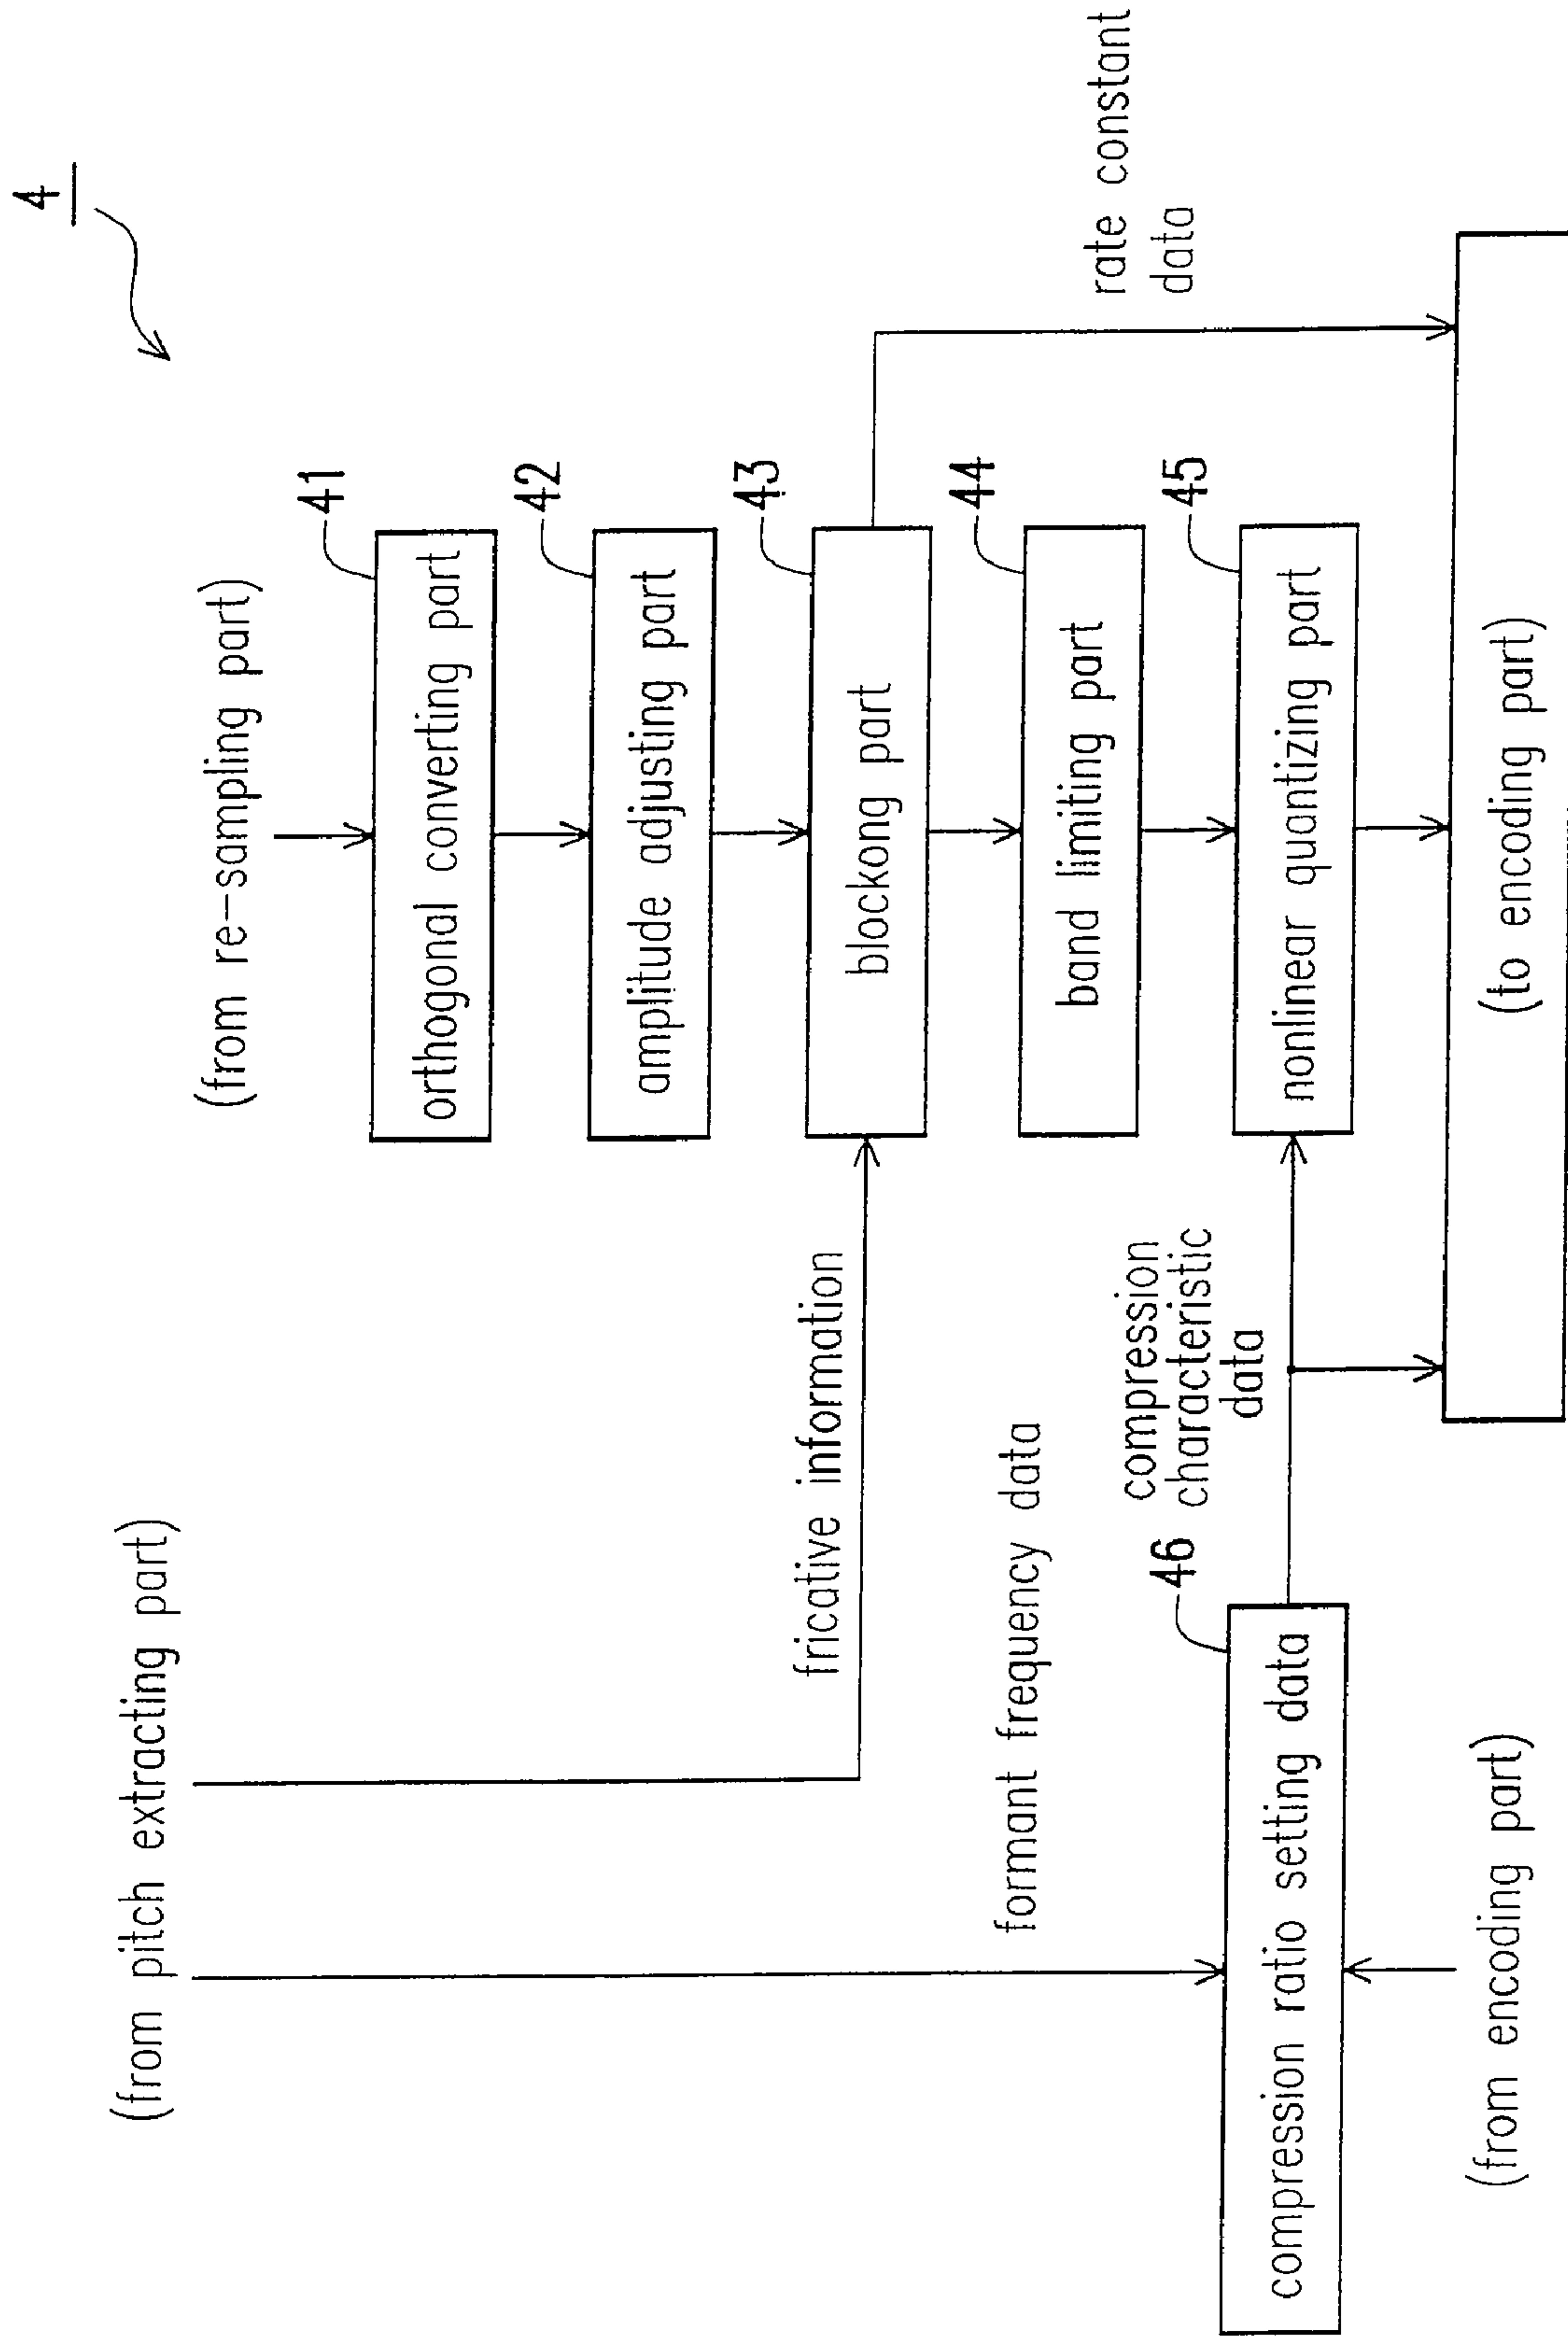 4
(from pitch extracting part)
(from re-sampling part)
41
orthogonal converting part
42
amplitude adjusting part
fricative information
43
blockong part
rate constant
data
formant frequency data
44
band limiting part
compression
characteristic
data
45
nonlinear quantizing part
46
compression ratio setting data
(from encoding part)
(to encoding part)